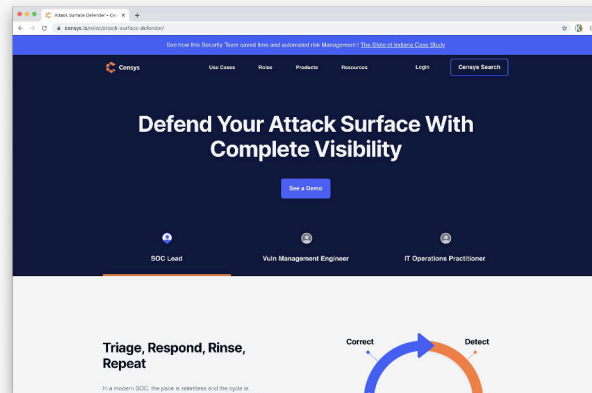 Attack Surface Defender - Cen
censys.io/roles/attack-surface-defender/
See how this Security Team saved time and automated risk Management | The State of Indiana Case Study
Censys
Use Cases
Roles
Products
Resources
Login
Censys Search
Defend Your Attack Surface With
Complete Visibility
See a Demo
SOC Lead
Vuln Management Engineer
IT Operations Practitioner
Triage, Respond, Rinse,
Repeat
Correct
Detect
In a modern SOC, the pace is relentless and the cycle is